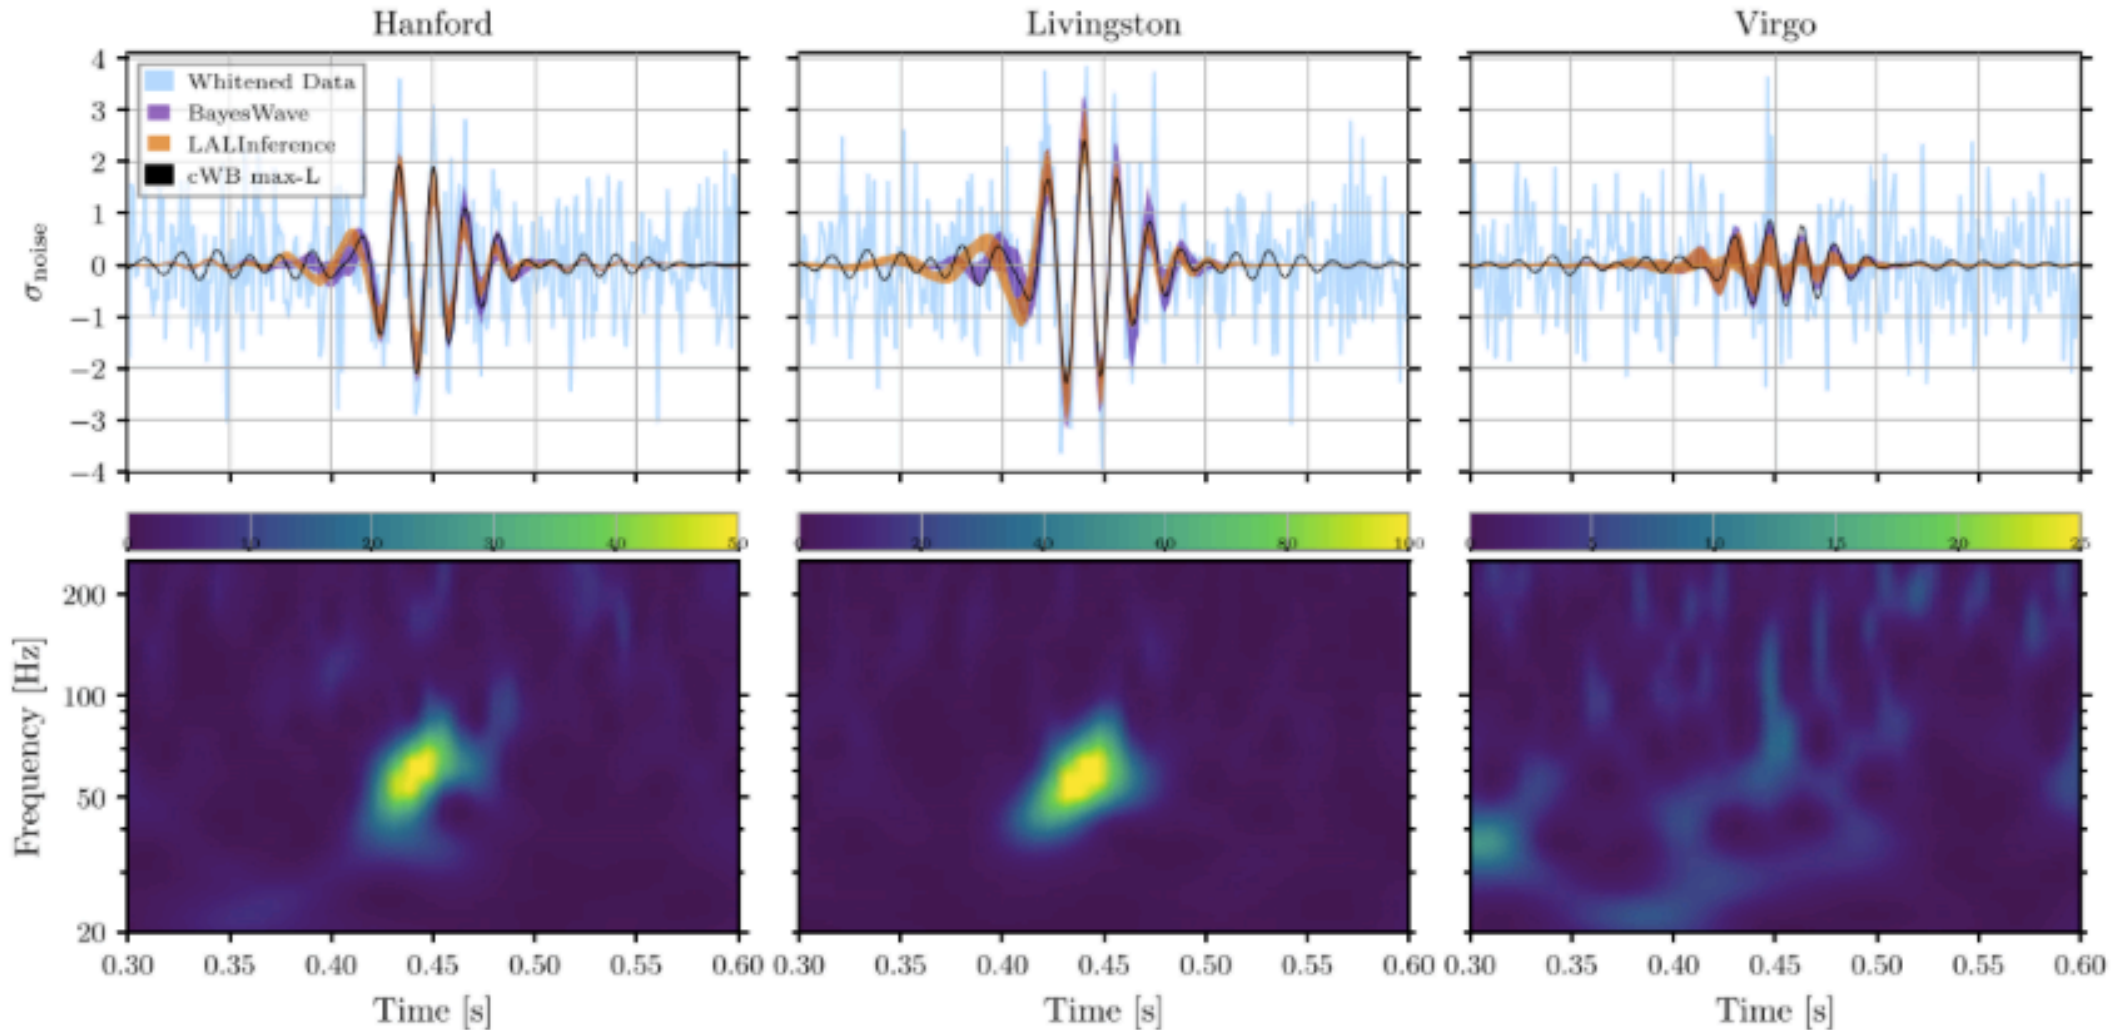 Hanford Livingston Virgo
4
3
2
1
0
−1
−2
−3
−4
σnoise
Whitened Data
BayesWave
LALInference
cWB max-L
0 10 20 30 40 50
0 20 40 60 80 100
0 5 10 15 20 25
200
100
50
20
Frequency [Hz]
0.30 0.35 0.40 0.45 0.50 0.55 0.60 0.30 0.35 0.40 0.45 0.50 0.55 0.60 0.30 0.35 0.40 0.45 0.50 0.55 0.60
Time [s] Time [s] Time [s]